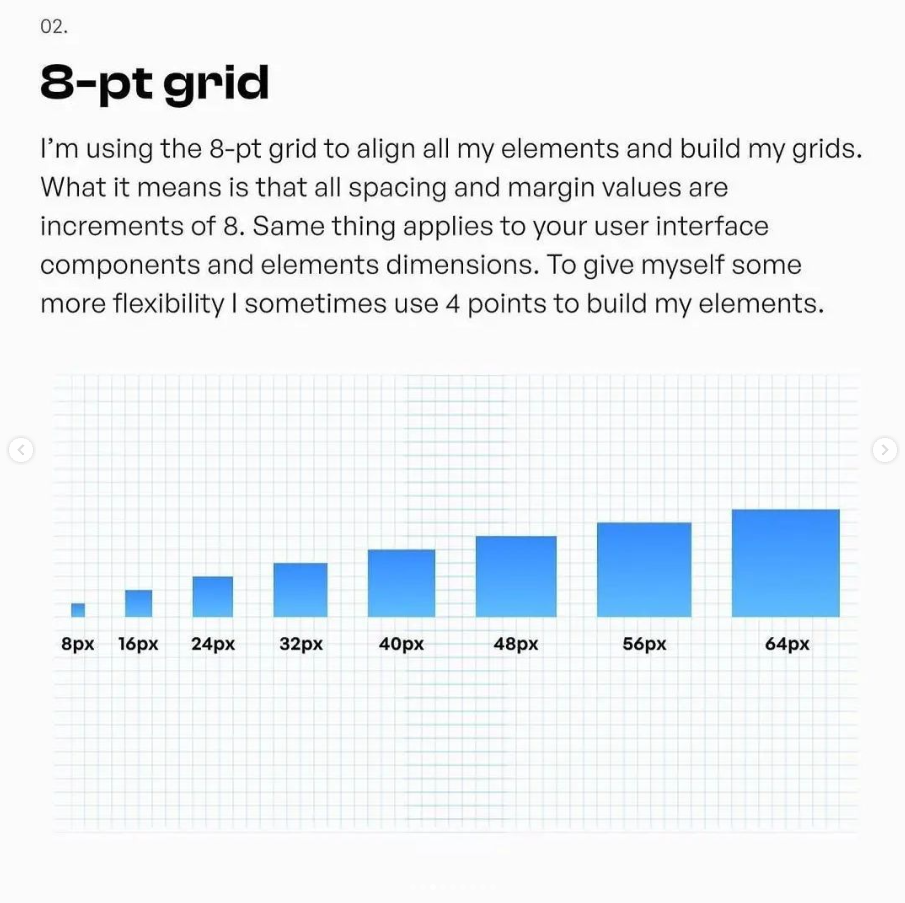 02.
8-pt grid
I’m using the 8-pt grid to align all my elements and build my grids.
What it means is that all spacing and margin values are
increments of 8. Same thing applies to your user interface
components and elements dimensions. To give myself some
more flexibility I sometimes use 4 points to build my elements.
8px 16px 24px 32px 40px 48px 56px 64px